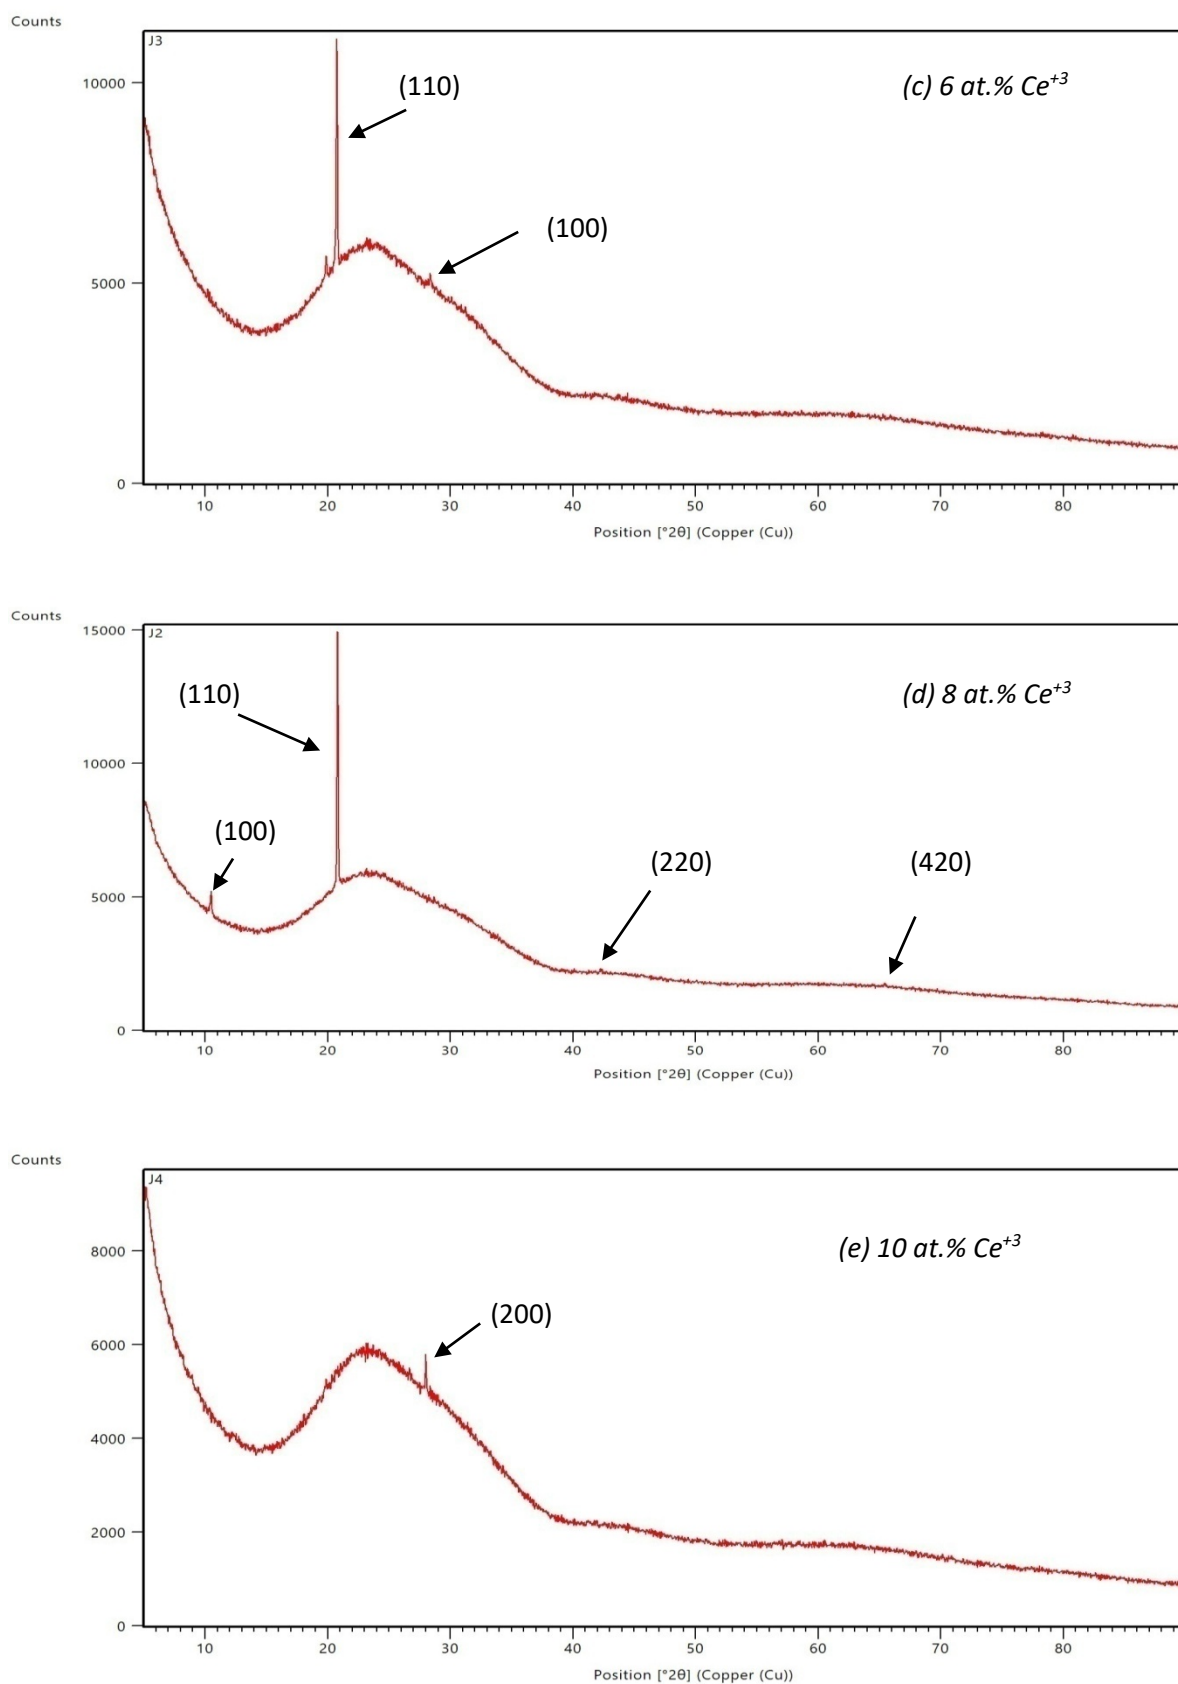 Counts
J3
10000
(110)
(c) 6 at.% Ce+3
(100)
5000
0
10 20 30 40 50 60 70 80
Position [°2θ] (Copper (Cu))
Counts
15000
J2
(110)
(d) 8 at.% Ce+3
10000
(100)
(220)
(420)
5000
0
10 20 30 40 50 60 70 80
Position [°2θ] (Copper (Cu))
Counts
J4
8000
(e) 10 at.% Ce+3
(200)
6000
4000
2000
0
10 20 30 40 50 60 70 80
Position [°2θ] (Copper (Cu))